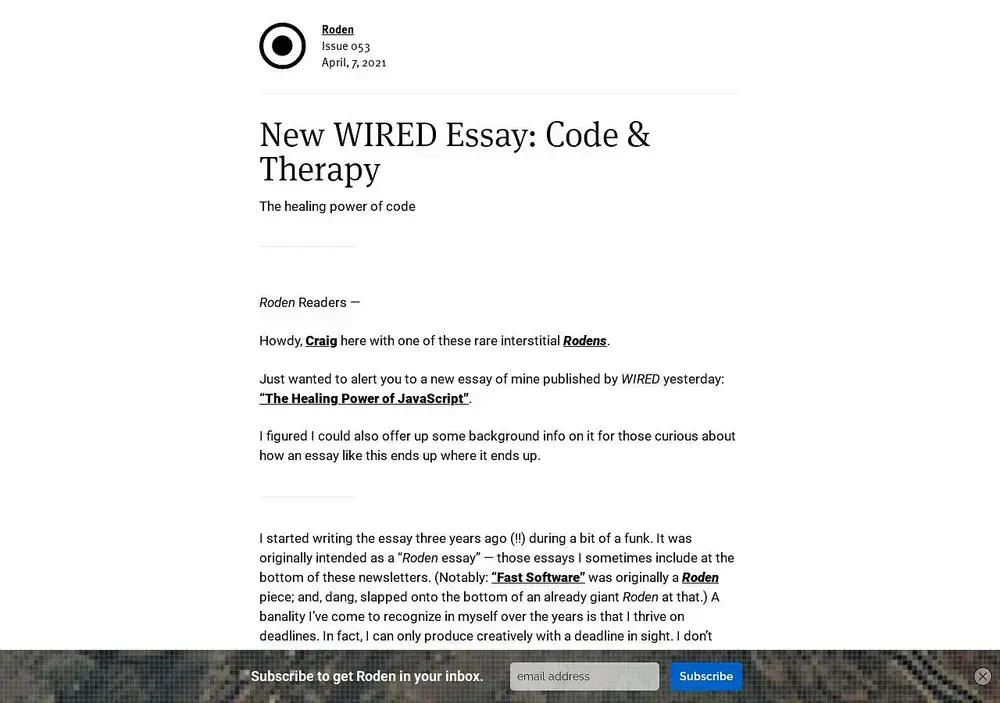 Roden
Issue 053
April, 7, 2021
New WIRED Essay: Code &
Therapy
The healing power of code
Roden Readers —
Howdy, Craig here with one of these rare interstitial Rodens.
Just wanted to alert you to a new essay of mine published by WIRED yesterday:
“The Healing Power of JavaScript”.
I figured I could also offer up some background info on it for those curious about
how an essay like this ends up where it ends up.
I started writing the essay three years ago (!!) during a bit of a funk. It was
originally intended as a “Roden essay” — those essays I sometimes include at the
bottom of these newsletters. (Notably: “Fast Software” was originally a Roden
piece; and, dang, slapped onto the bottom of an already giant Roden at that.) A
banality I’ve come to recognize in myself over the years is that I thrive on
deadlines. In fact, I can only produce creatively with a deadline in sight. I don’t
Subscribe to get Roden in your inbox.
email address
Subscribe